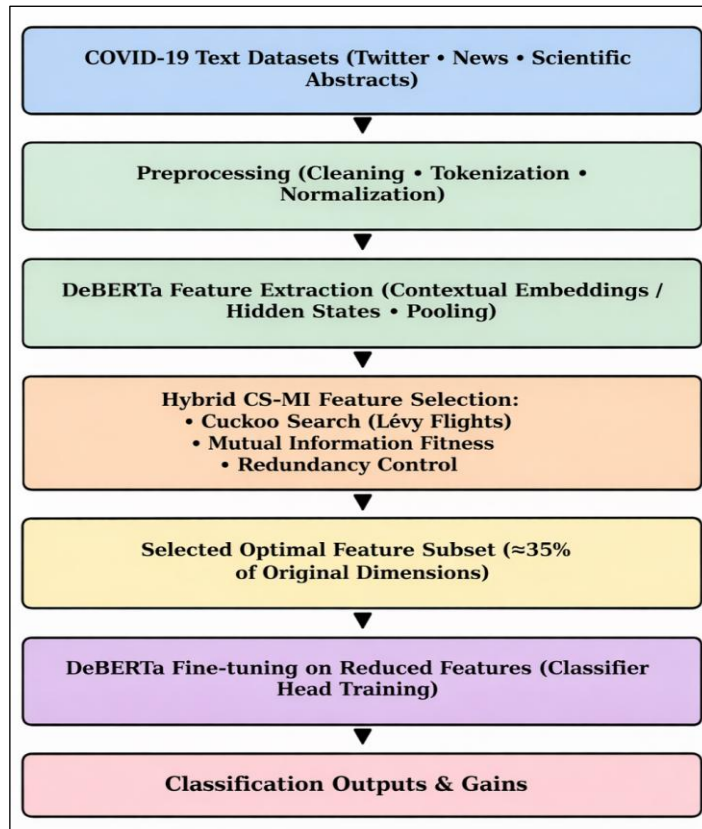 COVID-19 Text Datasets (Twitter • News • Scientific
Abstracts)
Preprocessing (Cleaning • Tokenization •
Normalization)
DeBERTa Feature Extraction (Contextual Embeddings /
Hidden States • Pooling)
Hybrid CS-MI Feature Selection:
• Cuckoo Search (Lévy Flights)
• Mutual Information Fitness
• Redundancy Control
Selected Optimal Feature Subset (≈35%
of Original Dimensions)
DeBERTa Fine-tuning on Reduced Features (Classifier
Head Training)
Classification Outputs & Gains